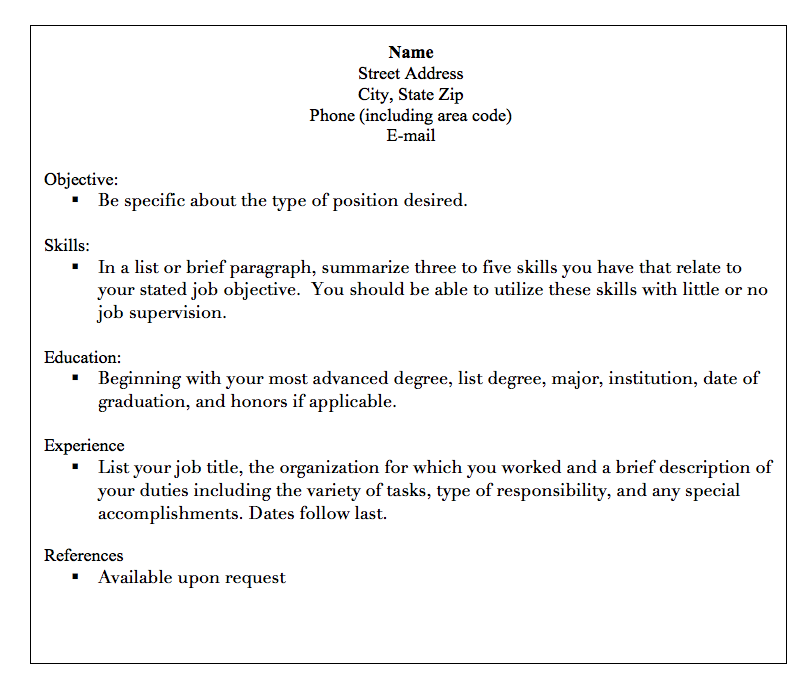 Name
Street Address
City, State Zip
Phone (including area code)
E-mail
Objective:
▪ Be specific about the type of position desired.
Skills:
▪ In a list or brief paragraph, summarize three to five skills you have that relate to
your stated job objective.  You should be able to utilize these skills with little or no
job supervision.
Education:
▪ Beginning with your most advanced degree, list degree, major, institution, date of
graduation, and honors if applicable.
Experience
▪ List your job title, the organization for which you worked and a brief description of
your duties including the variety of tasks, type of responsibility, and any special
accomplishments. Dates follow last.
References
▪ Available upon request